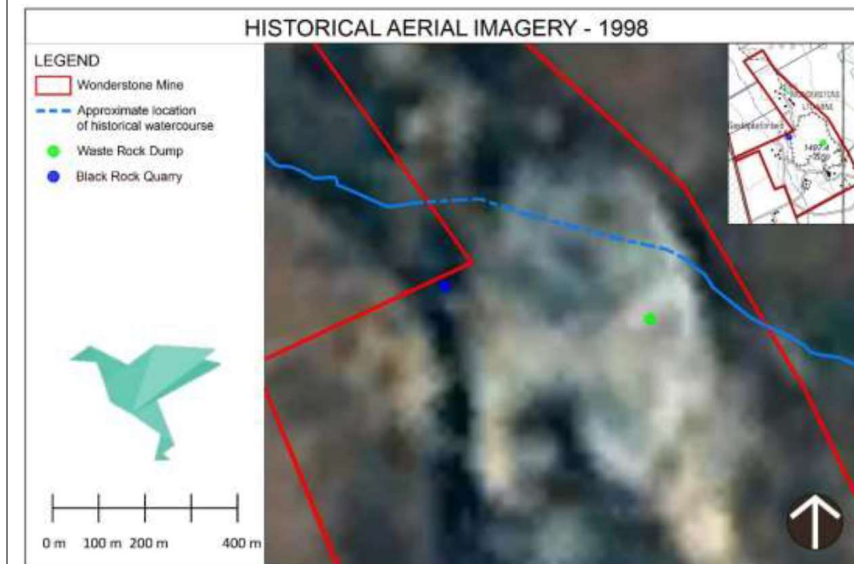 HISTORICAL AERIAL IMAGERY - 1998
LEGEND
Wonderstone Mine
Approximate location
of historical watercourse
Waste Rock Dump
Black Rock Quarry
0 m 100 m 200 m 400 m